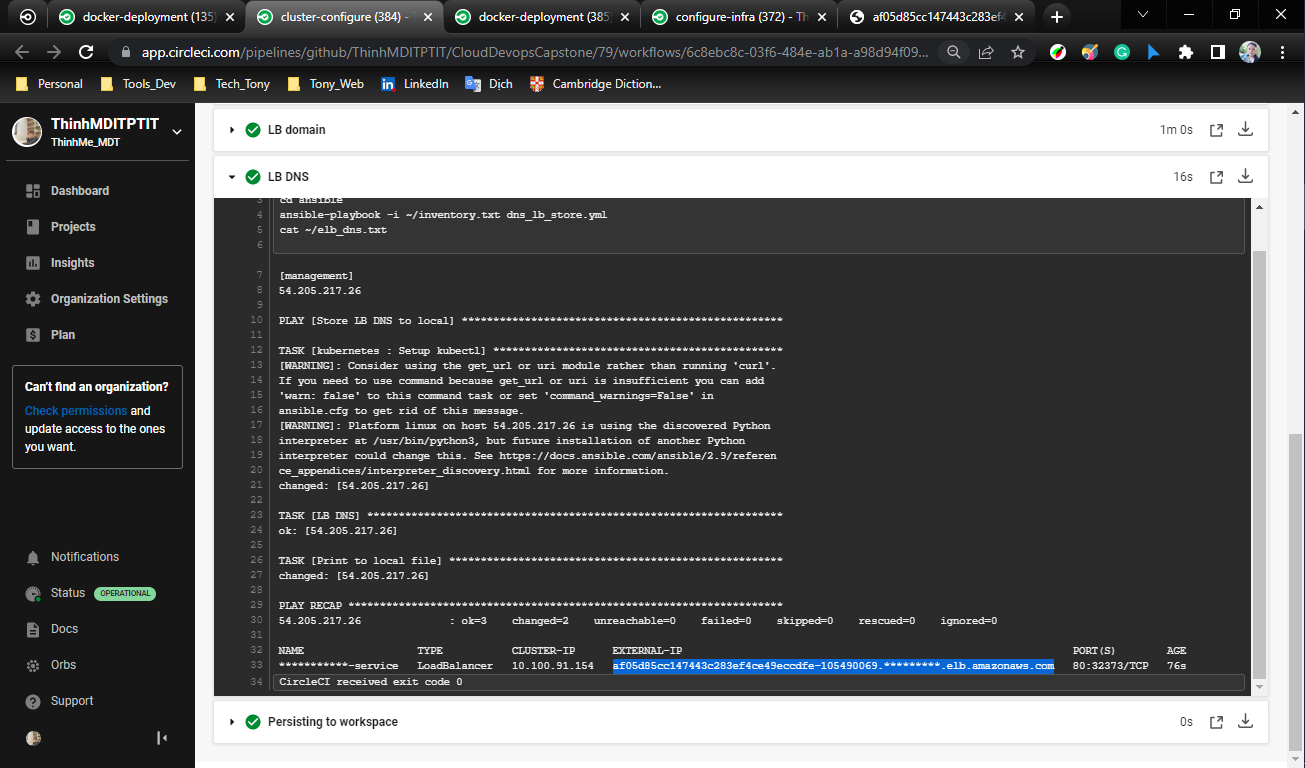 docker-deployment (135)
cluster-configure (384) -
docker-deployment (385)
configure-infra (372) - Th
af05d85cc147443c283ef4
app.circleci.com/pipelines/github/ThinhMDITPTIT/CloudDevopsCapstone/79/workflows/6c8ebc8c-03f6-484e-ab1a-a98d94f09...
Personal
Tools_Dev
Tech_Tony
Tony_Web
LinkedIn
Dịch
Cambridge Diction...
ThinhMDITPTIT
ThinhMe_MDT
Dashboard
Projects
Insights
Organization Settings
Plan
Can't find an organization?
Check permissions and
update access to the ones
you want.
Notifications
Status OPERATIONAL
Docs
Orbs
Support
LB domain 1m 0s
LB DNS 16s
3 cd ansible
4 ansible-playbook -i ~/inventory.txt dns_lb_store.yml
5 cat ~/elb_dns.txt
6
7 [management]
8 54.205.217.26
9
10 PLAY [Store LB DNS to local] ***************************************************
11
12 TASK [kubernetes : Setup kubectl] **********************************************
13 [WARNING]: Consider using the get_url or uri module rather than running 'curl'.
14 If you need to use command because get_url or uri is insufficient you can add
15 'warn: false' to this command task or set 'command_warnings=False' in
16 ansible.cfg to get rid of this message.
17 [WARNING]: Platform linux on host 54.205.217.26 is using the discovered Python
18 interpreter at /usr/bin/python3, but future installation of another Python
19 interpreter could change this. See https://docs.ansible.com/ansible/2.9/referen
20 ce_appendices/interpreter_discovery.html for more information.
21 changed: [54.205.217.26]
22
23 TASK [LB DNS] ******************************************************************
24 ok: [54.205.217.26]
25
26 TASK [Print to local file] *****************************************************
27 changed: [54.205.217.26]
28
29 PLAY RECAP *********************************************************************
30 54.205.217.26 : ok=3 changed=2 unreachable=0 failed=0 skipped=0 rescued=0 ignored=0
31
32 NAME TYPE CLUSTER-IP EXTERNAL-IP PORT(S) AGE
33 ***********-service LoadBalancer 10.100.91.154 af05d85cc147443c283ef4ce49eccdfe-105490069.*********.elb.amazonaws.com 80:32373/TCP 76s
34 CircleCI received exit code 0
Persisting to workspace 0s